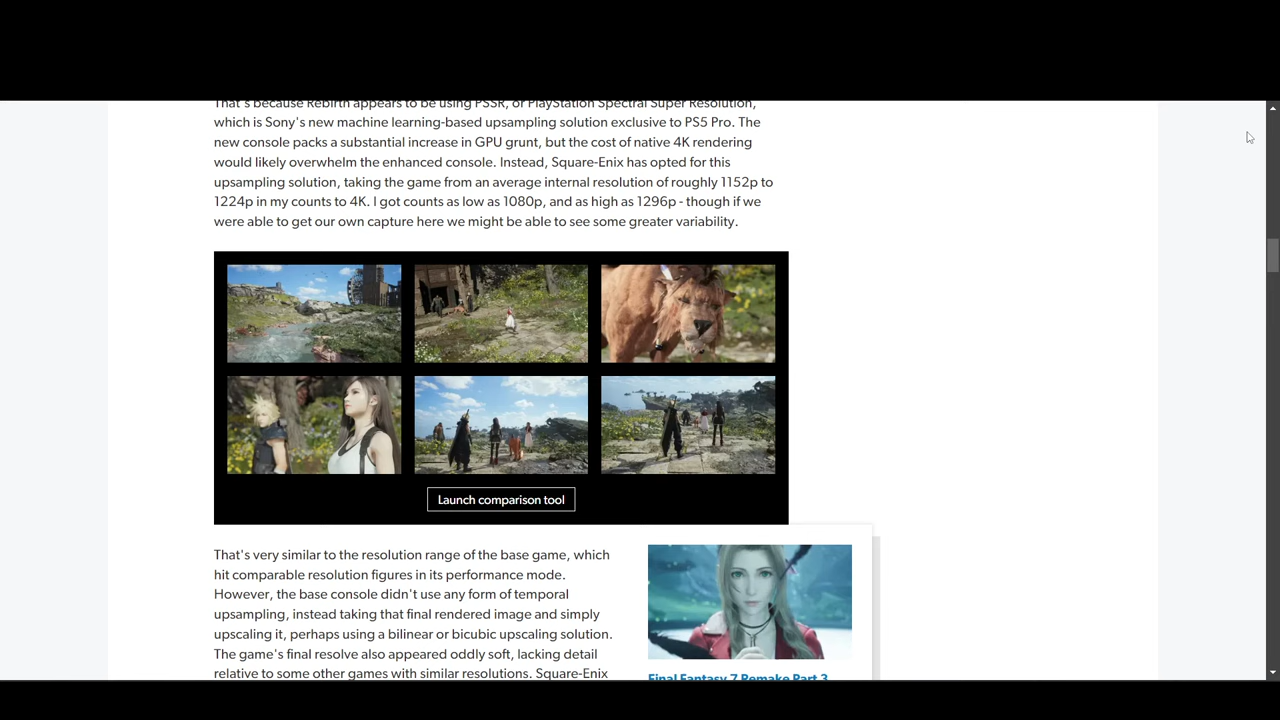 That's because Rebirth appears to be using PSSR, or PlayStation Spectral Super Resolution,
which is Sony's new machine learning-based upsampling solution exclusive to PS5 Pro. The
new console packs a substantial increase in GPU grunt, but the cost of native 4K rendering
would likely overwhelm the enhanced console. Instead, Square-Enix has opted for this
upsampling solution, taking the game from an average internal resolution of roughly 1152p to
1224p in my counts to 4K. I got counts as low as 1080p, and as high as 1296p - though if we
were able to get our own capture here we might be able to see some greater variability.
Launch comparison tool
That's very similar to the resolution range of the base game, which
hit comparable resolution figures in its performance mode.
However, the base console didn't use any form of temporal
upsampling, instead taking that final rendered image and simply
upscaling it, perhaps using a bilinear or bicubic upscaling solution.
The game's final resolve also appeared oddly soft, lacking detail
relative to some other games with similar resolutions. Square-Enix
Final Fantasy 7 Remake Part 3